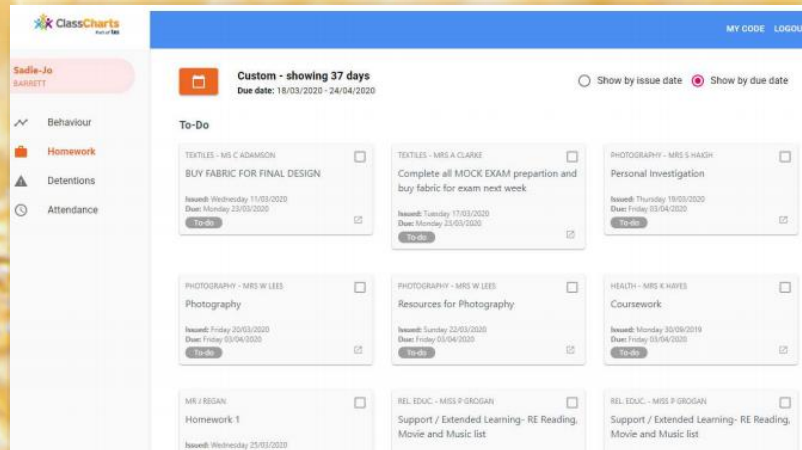 ClassCharts
Part of tes
MY CODE LOGOU
Sadie-Jo
BARRETT
Behaviour
Homework
Detentions
Attendance
Custom - showing 37 days
Due date: 18/03/2020 - 24/04/2020
Show by issue date
Show by due date
To-Do
TEXTILES - MS C ADAMSON
BUY FABRIC FOR FINAL DESIGN
Issued: Wednesday 11/03/2020
Due: Monday 23/03/2020
To-do
TEXTILES - MRS A CLARKE
Complete all MOCK EXAM prepartion and
buy fabric for exam next week
Issued: Tuesday 17/03/2020
Due: Monday 23/03/2020
To-do
PHOTOGRAPHY - MRS S HAIGH
Personal Investigation
Issued: Thursday 19/03/2020
Due: Friday 03/04/2020
To-do
PHOTOGRAPHY - MRS W LEES
Photography
Issued: Friday 20/03/2020
Due: Friday 03/04/2020
To-do
PHOTOGRAPHY - MRS W LEES
Resources for Photography
Issued: Sunday 22/03/2020
Due: Friday 03/04/2020
To-do
HEALTH - MRS K HAYES
Coursework
Issued: Monday 30/09/2019
Due: Friday 03/04/2020
To-do
MR J REGAN
Homework 1
Issued: Wednesday 25/03/2020
REL. EDUC. - MISS P GROGAN
Support / Extended Learning- RE Reading,
Movie and Music list
REL. EDUC. - MISS P GROGAN
Support / Extended Learning- RE Reading,
Movie and Music list